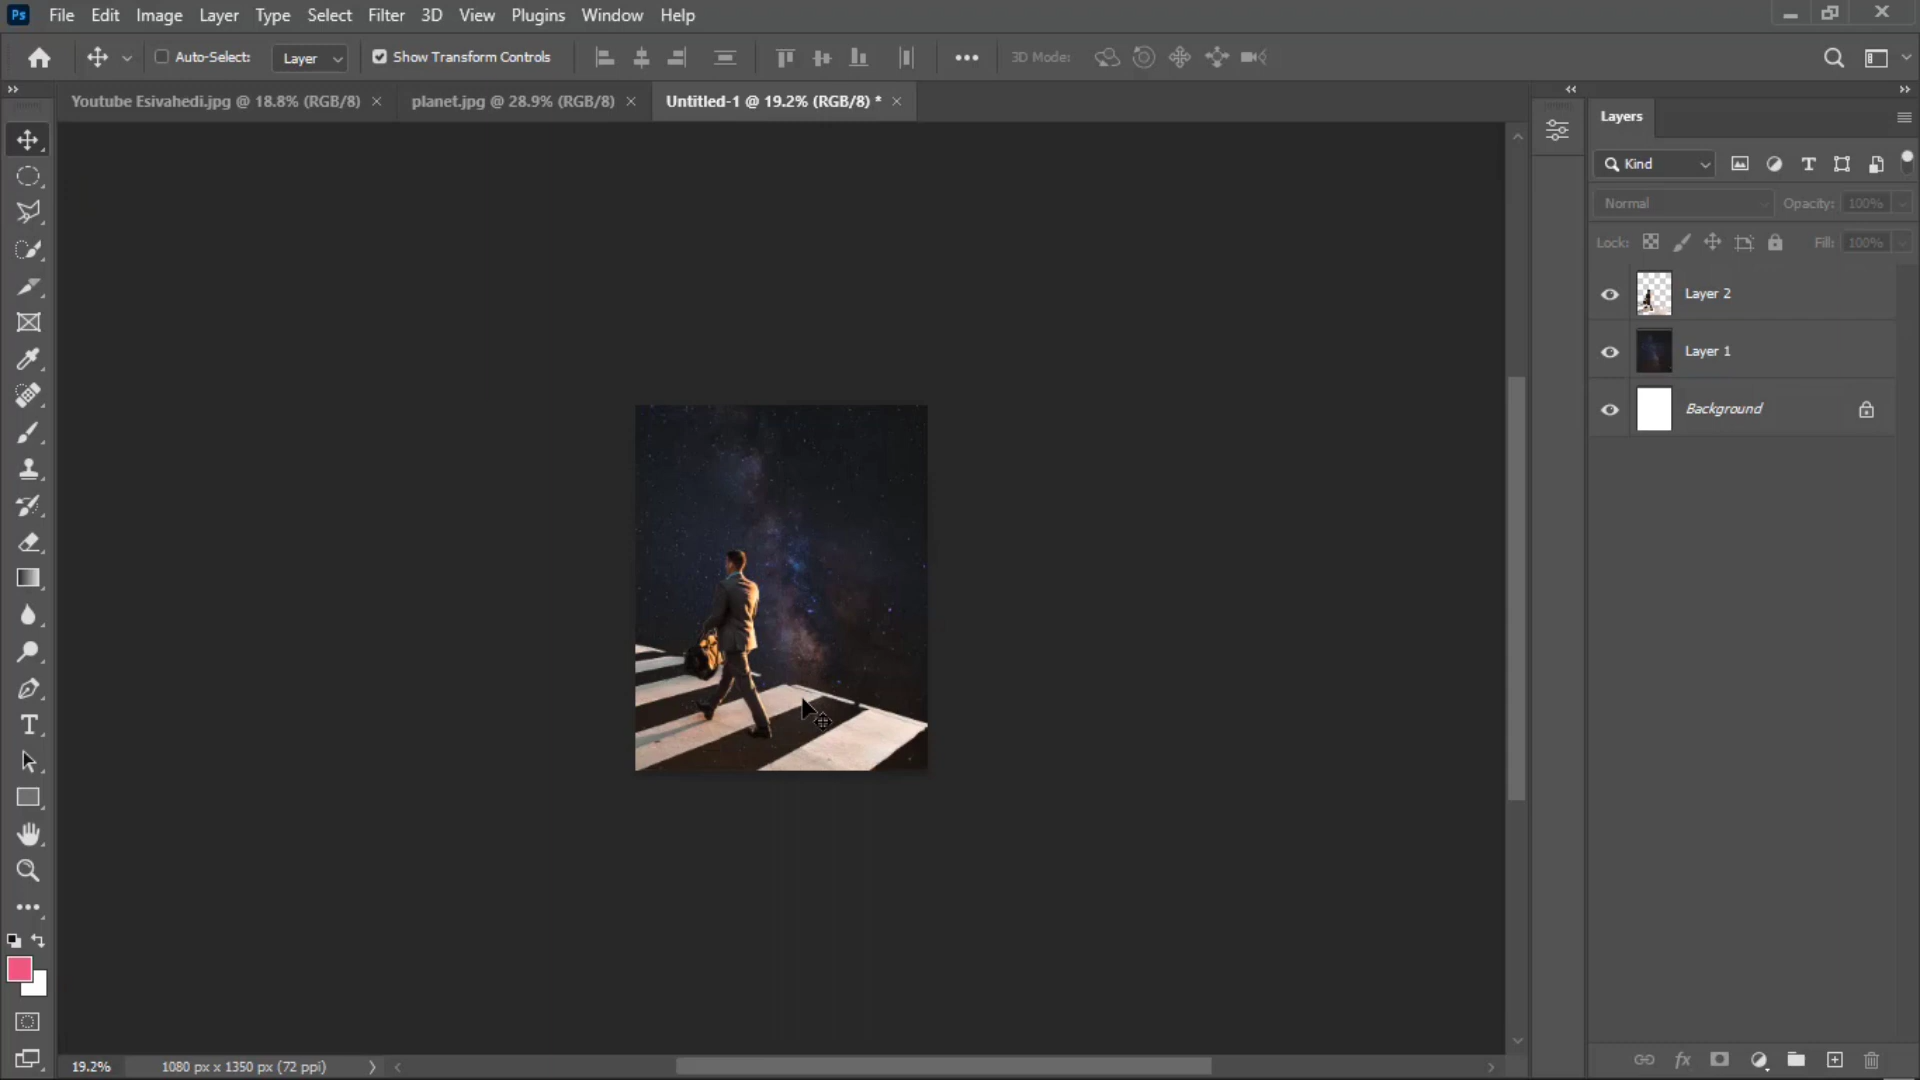 Ps File Edit Image Layer Type Select Filter 3D View Plugins Window Help
Auto-Select: Layer Show Transform Controls 3D Mode:
Youtube Esivahedi.jpg @ 18.8% (RGB/8) planet.jpg @ 28.9% (RGB/8) Untitled-1 @ 19.2% (RGB/8) *
Layers
Kind
Normal Opacity: 100%
Lock: Fill: 100%
Layer 2
Layer 1
Background
19.2% 1080 px x 1350 px (72 ppi)